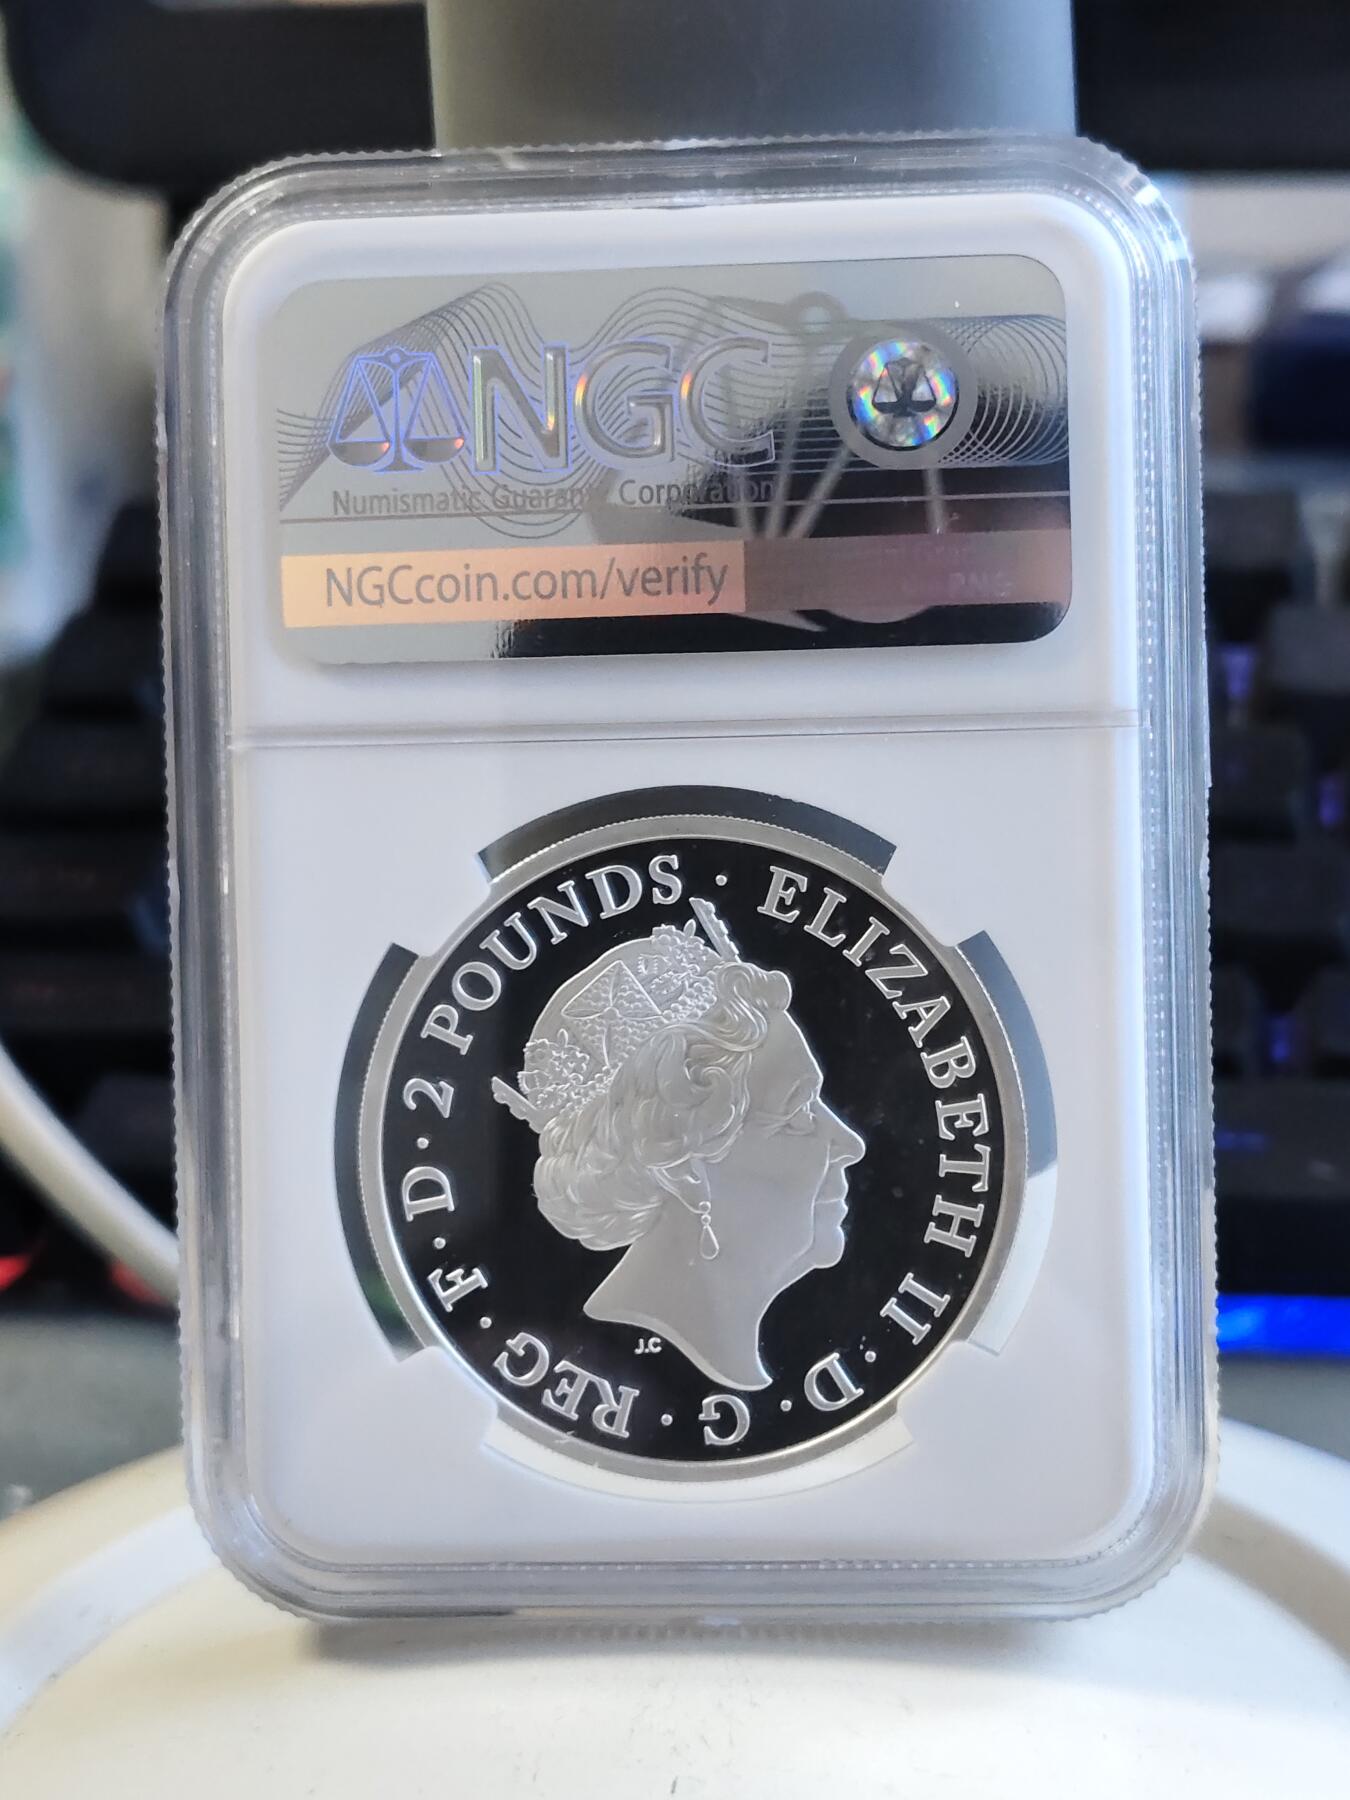 NGC
Numismatic Guaranty Corporation
NGCcoin.com/verify
ELIZABETH II · D · G · REG · F · D · 2 POUNDS ·
J.C